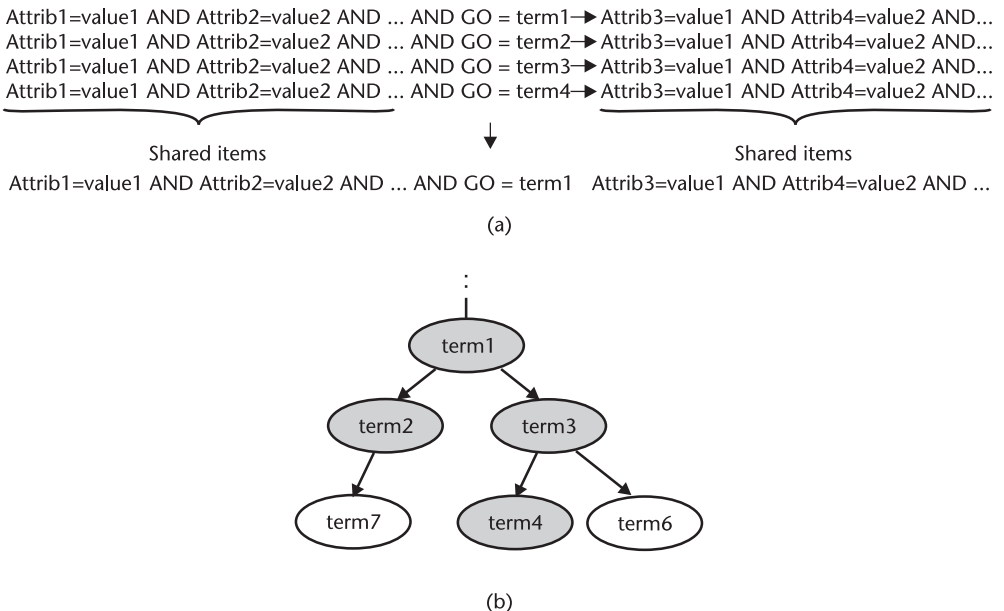 Attrib1=value1 AND Attrib2=value2 AND ... AND GO = term1→Attrib3=value1 AND Attrib4=value2 AND...
Attrib1=value1 AND Attrib2=value2 AND ... AND GO = term2→Attrib3=value1 AND Attrib4=value2 AND...
Attrib1=value1 AND Attrib2=value2 AND ... AND GO = term3→Attrib3=value1 AND Attrib4=value2 AND...
Attrib1=value1 AND Attrib2=value2 AND ... AND GO = term4→Attrib3=value1 AND Attrib4=value2 AND...
Shared items Shared items
Attrib1=value1 AND Attrib2=value2 AND ... AND GO = term1 Attrib3=value1 AND Attrib4=value2 AND ...
(a)
⋮
term1
term2 term3
term7 term4 term6
(b)